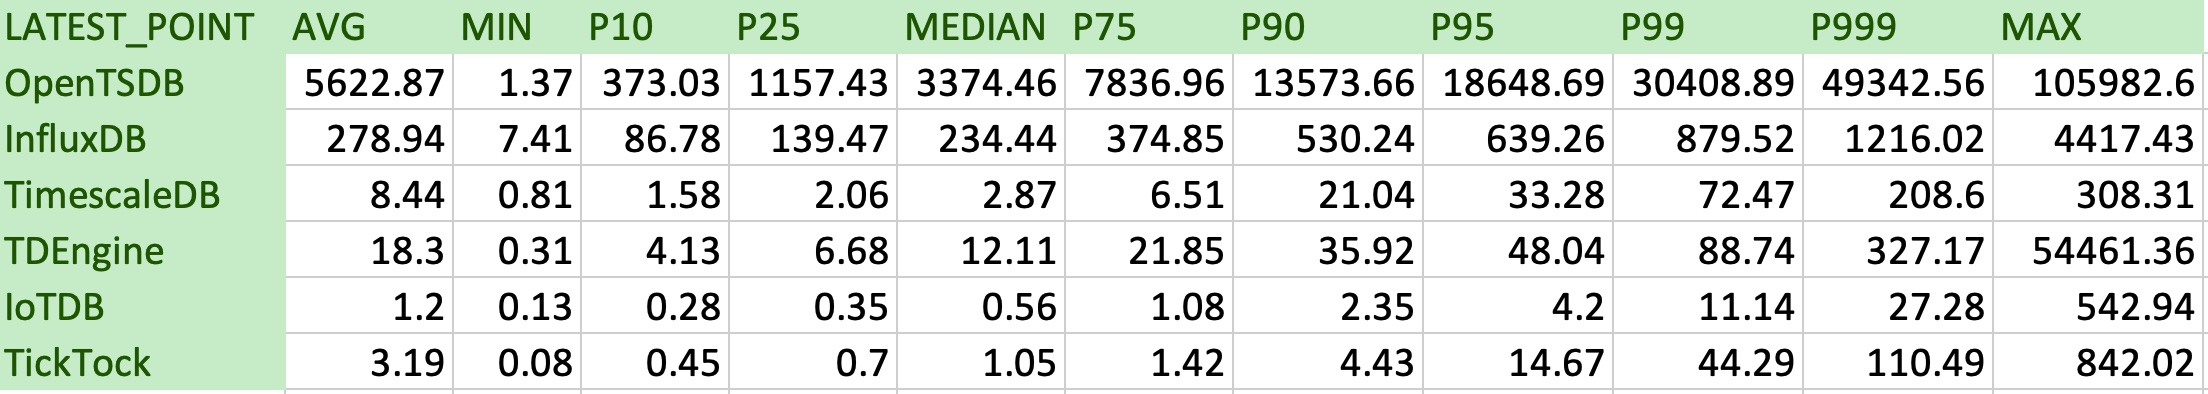 LATEST_POINT AVG MIN P10 P25 MEDIAN P75 P90 P95 P99 P999 MAX
OpenTSDB 5622.87 1.37 373.03 1157.43 3374.46 7836.96 13573.66 18648.69 30408.89 49342.56 105982.6
InfluxDB 278.94 7.41 86.78 139.47 234.44 374.85 530.24 639.26 879.52 1216.02 4417.43
TimescaleDB 8.44 0.81 1.58 2.06 2.87 6.51 21.04 33.28 72.47 208.6 308.31
TDEngine 18.3 0.31 4.13 6.68 12.11 21.85 35.92 48.04 88.74 327.17 54461.36
IoTDB 1.2 0.13 0.28 0.35 0.56 1.08 2.35 4.2 11.14 27.28 542.94
TickTock 3.19 0.08 0.45 0.7 1.05 1.42 4.43 14.67 44.29 110.49 842.02